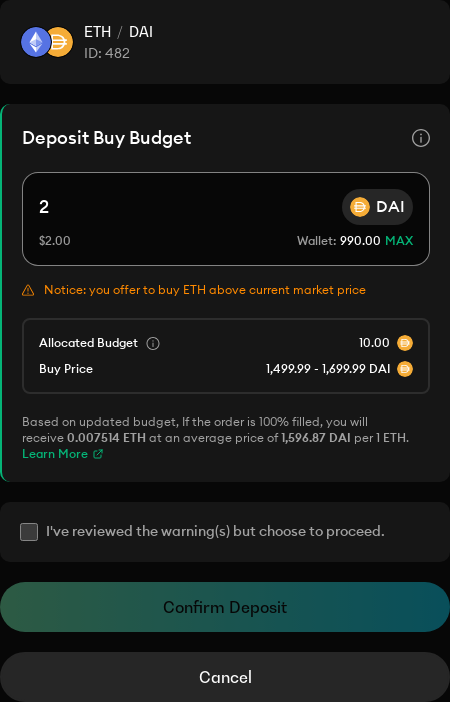 ETH / DAI
ID: 482
Deposit Buy Budget
2
DAI
$2.00
Wallet: 990.00 MAX
Notice: you offer to buy ETH above current market price
Allocated Budget 10.00
Buy Price 1,499.99 - 1,699.99 DAI
Based on updated budget, If the order is 100% filled, you will
receive 0.007514 ETH at an average price of 1,596.87 DAI per 1 ETH.
Learn More
I've reviewed the warning(s) but choose to proceed.
Confirm Deposit
Cancel